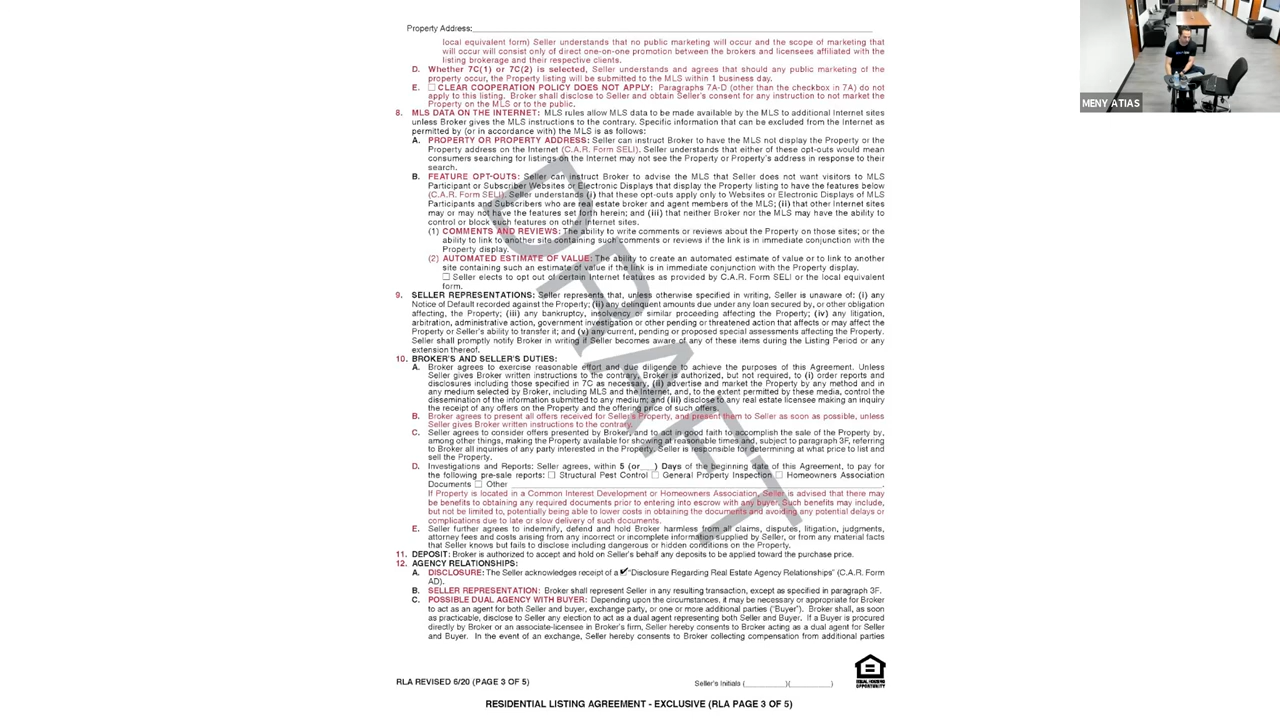 Property Address:
local equivalent form) Seller understands that no public marketing will occur and the scope of marketing that
will occur will consist only of direct one-on-one promotion between the brokers and licensees affiliated with the
listing brokerage and their respective clients.
D. Whether 7C(1) or 7C(2) is selected, Seller understands and agrees that should any public marketing of the
property occur, the Property listing will be submitted to the MLS within 1 business day.
E. ☐ CLEAR COOPERATION POLICY DOES NOT APPLY: Paragraphs 7A-D (other than the checkbox in 7A) do not
apply to this listing. Broker shall disclose to Seller and obtain Seller's consent for any instruction to not market the
Property on the MLS or to the public.
8. MLS DATA ON THE INTERNET: MLS rules allow MLS data to be made available by the MLS to additional Internet sites
unless Broker gives the MLS instructions to the contrary. Specific information that can be excluded from the Internet as
permitted by (or in accordance with) the MLS is as follows:
A. PROPERTY OR PROPERTY ADDRESS: Seller can instruct Broker to have the MLS not display the Property or the
Property address on the Internet (C.A.R. Form SELI). Seller understands that either of these opt-outs would mean
consumers searching for listings on the Internet may not see the Property or Property's address in response to their
search.
B. FEATURE OPT-OUTS: Seller can instruct Broker to advise the MLS that Seller does not want visitors to MLS
Participant or Subscriber Websites or Electronic Displays that display the Property listing to have the features below
(C.A.R. Form SELI). Seller understands (i) that these opt-outs apply only to Websites or Electronic Displays of MLS
Participants and Subscribers who are real estate broker and agent members of the MLS; (ii) that other Internet sites
may or may not have the features set forth herein; and (iii) that neither Broker nor the MLS may have the ability to
control or block such features on other Internet sites.
(1) COMMENTS AND REVIEWS: The ability to write comments or reviews about the Property on those sites; or the
ability to link to another site containing such comments or reviews if the link is in immediate conjunction with the
Property display.
(2) AUTOMATED ESTIMATE OF VALUE: The ability to create an automated estimate of value or to link to another
site containing such an estimate of value if the link is in immediate conjunction with the Property display.
☐ Seller elects to opt out of certain Internet features as provided by C.A.R. Form SELI or the local equivalent
form.
9. SELLER REPRESENTATIONS: Seller represents that, unless otherwise specified in writing, Seller is unaware of: (i) any
Notice of Default recorded against the Property; (ii) any delinquent amounts due under any loan secured by, or other obligation
affecting, the Property; (iii) any bankruptcy, insolvency or similar proceeding affecting the Property; (iv) any litigation,
arbitration, administrative action, government investigation or other pending or threatened action that affects or may affect the
Property or Seller's ability to transfer it; and (v) any current, pending or proposed special assessments affecting the Property.
Seller shall promptly notify Broker in writing if Seller becomes aware of any of these items during the Listing Period or any
extension thereof.
10. BROKER'S AND SELLER'S DUTIES:
A. Broker agrees to exercise reasonable effort and due diligence to achieve the purposes of this Agreement. Unless
Seller gives Broker written instructions to the contrary, Broker is authorized, but not required, to (i) order reports and
disclosures including those specified in 7C as necessary, (ii) advertise and market the Property by any method and in
any medium selected by Broker, including MLS and the Internet, and, to the extent permitted by these media, control the
dissemination of the information submitted to any medium; and (iii) disclose to any real estate licensee making an inquiry
the receipt of any offers on the Property and the offering price of such offers.
B. Broker agrees to present all offers received for Seller's Property, and present them to Seller as soon as possible, unless
Seller gives Broker written instructions to the contrary.
C. Seller agrees to consider offers presented by Broker, and to act in good faith to accomplish the sale of the Property by,
among other things, making the Property available for showing at reasonable times and, subject to paragraph 3F, referring
to Broker all inquiries of any party interested in the Property. Seller is responsible for determining at what price to list and
sell the Property.
D. Investigations and Reports: Seller agrees, within 5 (or___) Days of the beginning date of this Agreement, to pay for
the following pre-sale reports: ☐ Structural Pest Control ☐ General Property Inspection ☐ Homeowners Association
Documents ☐ Other
If Property is located in a Common Interest Development or Homeowners Association, Seller is advised that there may
be benefits to obtaining any required documents prior to entering into escrow with any buyer. Such benefits may include,
but not be limited to, potentially being able to lower costs in obtaining the documents and avoiding any potential delays or
complications due to late or slow delivery of such documents.
E. Seller further agrees to indemnify, defend and hold Broker harmless from all claims, disputes, litigation, judgments,
attorney fees and costs arising from any incorrect or incomplete information supplied by Seller, or from any material facts
that Seller knows but fails to disclose including dangerous or hidden conditions on the Property.
11. DEPOSIT: Broker is authorized to accept and hold on Seller's behalf any deposits to be applied toward the purchase price.
12. AGENCY RELATIONSHIPS:
A. DISCLOSURE: The Seller acknowledges receipt of a ✔ "Disclosure Regarding Real Estate Agency Relationships" (C.A.R. Form
AD).
B. SELLER REPRESENTATION: Broker shall represent Seller in any resulting transaction, except as specified in paragraph 3F.
C. POSSIBLE DUAL AGENCY WITH BUYER: Depending upon the circumstances, it may be necessary or appropriate for Broker
to act as an agent for both Seller and buyer, exchange party, or one or more additional parties ("Buyer"). Broker shall, as soon
as practicable, disclose to Seller any election to act as a dual agent representing both Seller and Buyer. If a Buyer is procured
directly by Broker or an associate-licensee in Broker's firm, Seller hereby consents to Broker acting as a dual agent for Seller
and Buyer. In the event of an exchange, Seller hereby consents to Broker collecting compensation from additional parties
DRAFT
RLA REVISED 6/20 (PAGE 3 OF 5)
Seller's Initials (________)(________)
EQUAL HOUSING
OPPORTUNITY
RESIDENTIAL LISTING AGREEMENT - EXCLUSIVE (RLA PAGE 3 OF 5)
MENY ATIAS